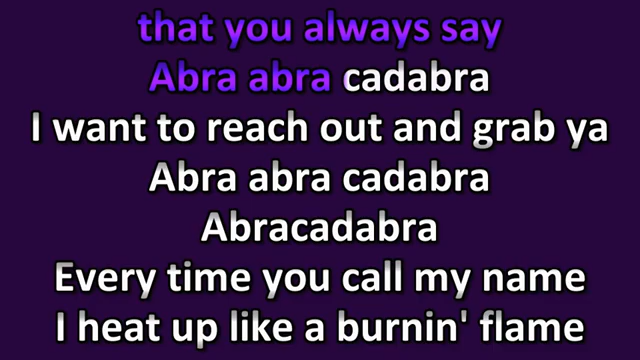 that you always say
Abra abra cadabra
I want to reach out and grab ya
Abra abra cadabra
Abracadabra
Every time you call my name
I heat up like a burnin' flame